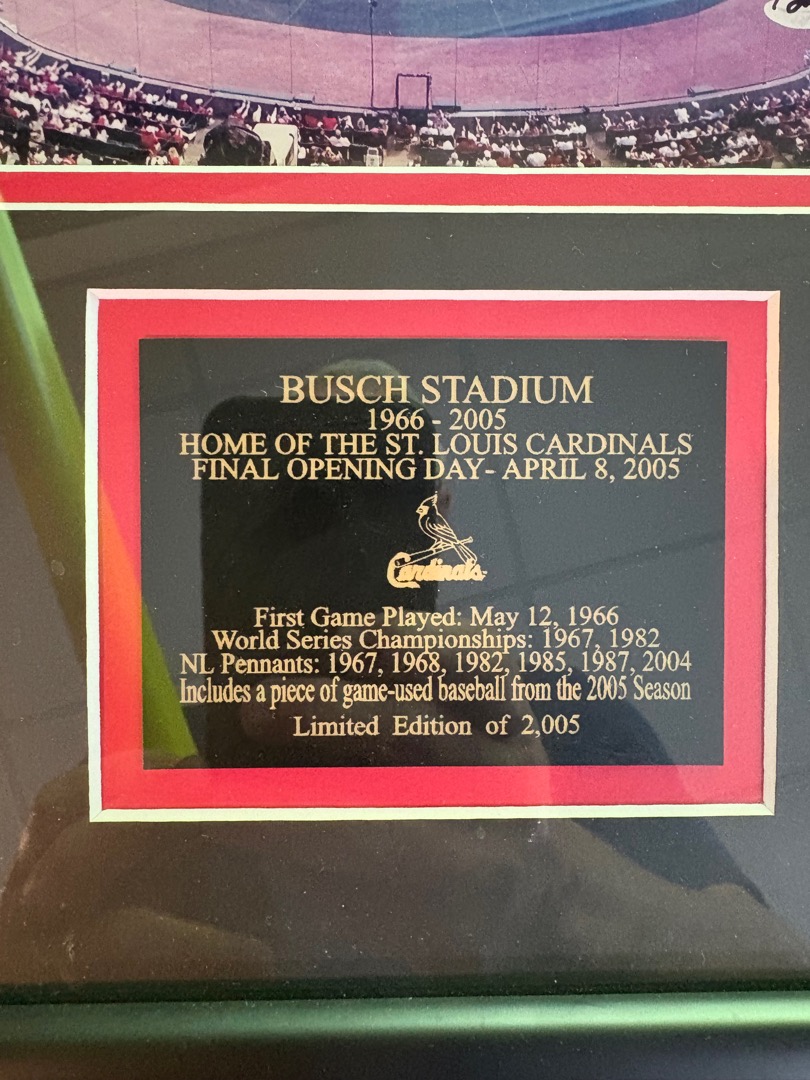 BUSCH STADIUM
1966 - 2005
HOME OF THE ST. LOUIS CARDINALS
FINAL OPENING DAY- APRIL 8, 2005
Cardinals
First Game Played: May 12, 1966
World Series Championships: 1967, 1982
NL Pennants: 1967, 1968, 1982, 1985, 1987, 2004
Includes a piece of game-used baseball from the 2005 Season
Limited Edition of 2,005